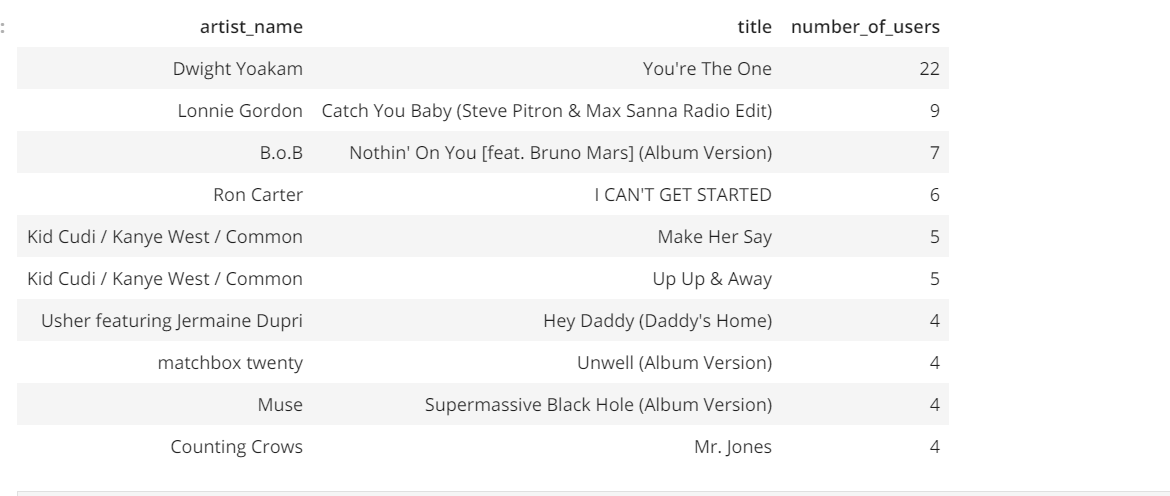 : artist_name title number_of_users
Dwight Yoakam You're The One 22
Lonnie Gordon Catch You Baby (Steve Pitron & Max Sanna Radio Edit) 9
B.o.B Nothin' On You [feat. Bruno Mars] (Album Version) 7
Ron Carter I CAN'T GET STARTED 6
Kid Cudi / Kanye West / Common Make Her Say 5
Kid Cudi / Kanye West / Common Up Up & Away 5
Usher featuring Jermaine Dupri Hey Daddy (Daddy's Home) 4
matchbox twenty Unwell (Album Version) 4
Muse Supermassive Black Hole (Album Version) 4
Counting Crows Mr. Jones 4